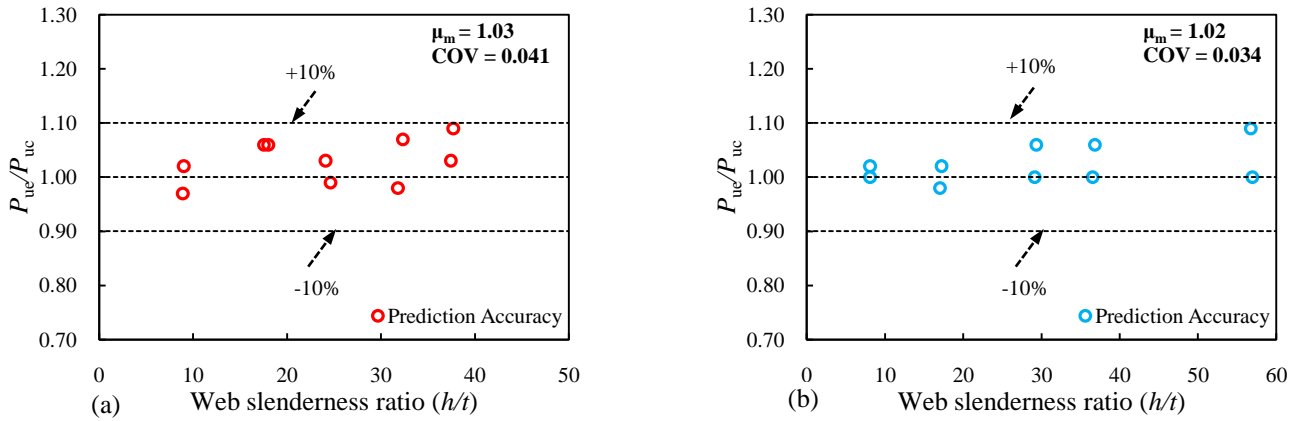 1.30
1.20
1.10
1.00
0.90
0.80
0.70
Pue/Puc
μm = 1.03
COV = 0.041
+10%
-10%
Prediction Accuracy
0 10 20 30 40 50
(a) Web slenderness ratio (h/t)
1.30
1.20
1.10
1.00
0.90
0.80
0.70
Pue/Puc
μm = 1.02
COV = 0.034
+10%
-10%
Prediction Accuracy
0 10 20 30 40 50 60
(b) Web slenderness ratio (h/t)